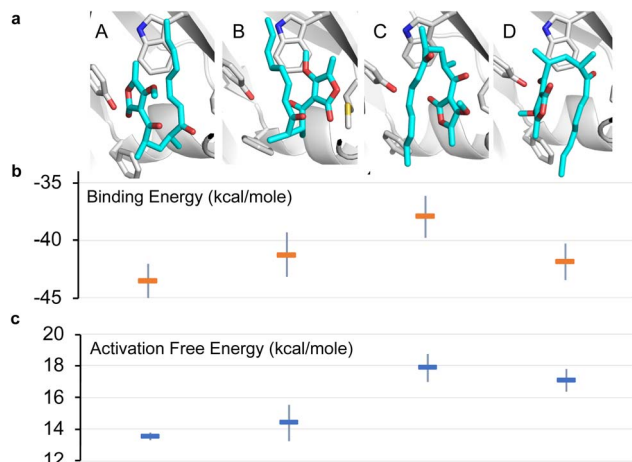 a
A B C D
b
Binding Energy (kcal/mole)
-35
-40
-45
c
Activation Free Energy (kcal/mole)
20
18
16
14
12